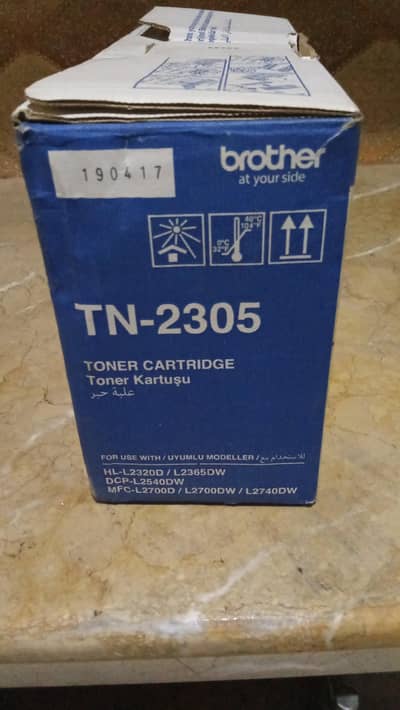 190417
brother
at your side
40°C
104°F
0°C
32°F
TN-2305
TONER CARTRIDGE
Toner Kartuşu
علبة حبر
FOR USE WITH / UYUMLU MODELLER / للاستخدام مع
HL-L2320D / L2365DW
DCP-L2540DW
MFC-L2700D / L2700DW / L2740DW